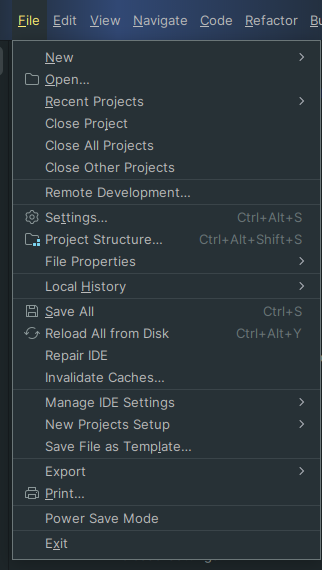 File Edit View Navigate Code Refactor Bu
New
Open...
Recent Projects
Close Project
Close All Projects
Close Other Projects
Remote Development...
Settings... Ctrl+Alt+S
Project Structure... Ctrl+Alt+Shift+S
File Properties
Local History
Save All Ctrl+S
Reload All from Disk Ctrl+Alt+Y
Repair IDE
Invalidate Caches...
Manage IDE Settings
New Projects Setup
Save File as Template...
Export
Print...
Power Save Mode
Exit